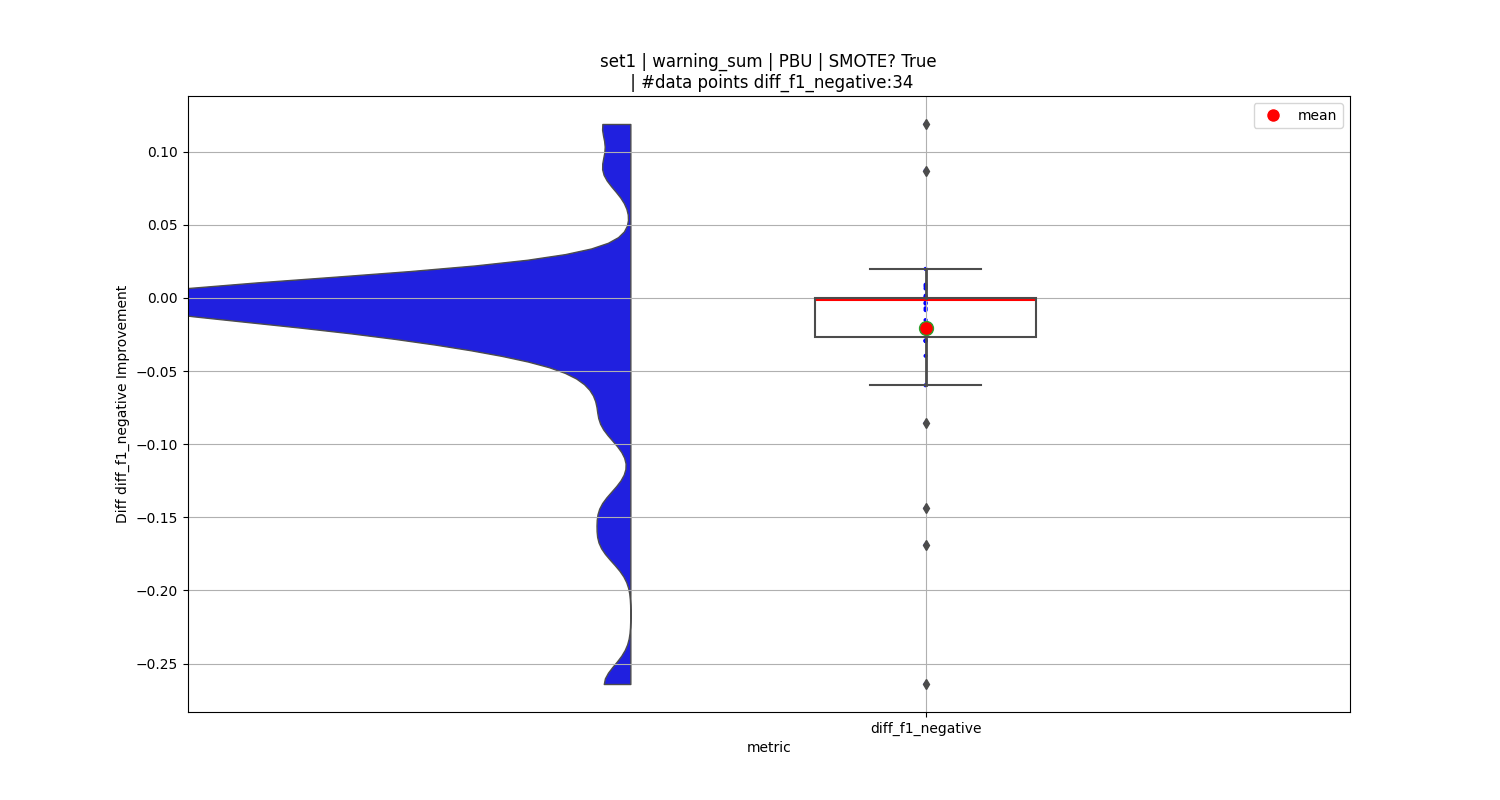 set1 | warning_sum | PBU | SMOTE? True
| #data points diff_f1_negative:34
mean
0.10
0.05
0.00
−0.05
−0.10
−0.15
−0.20
−0.25
Diff diff_f1_negative Improvement
diff_f1_negative
metric